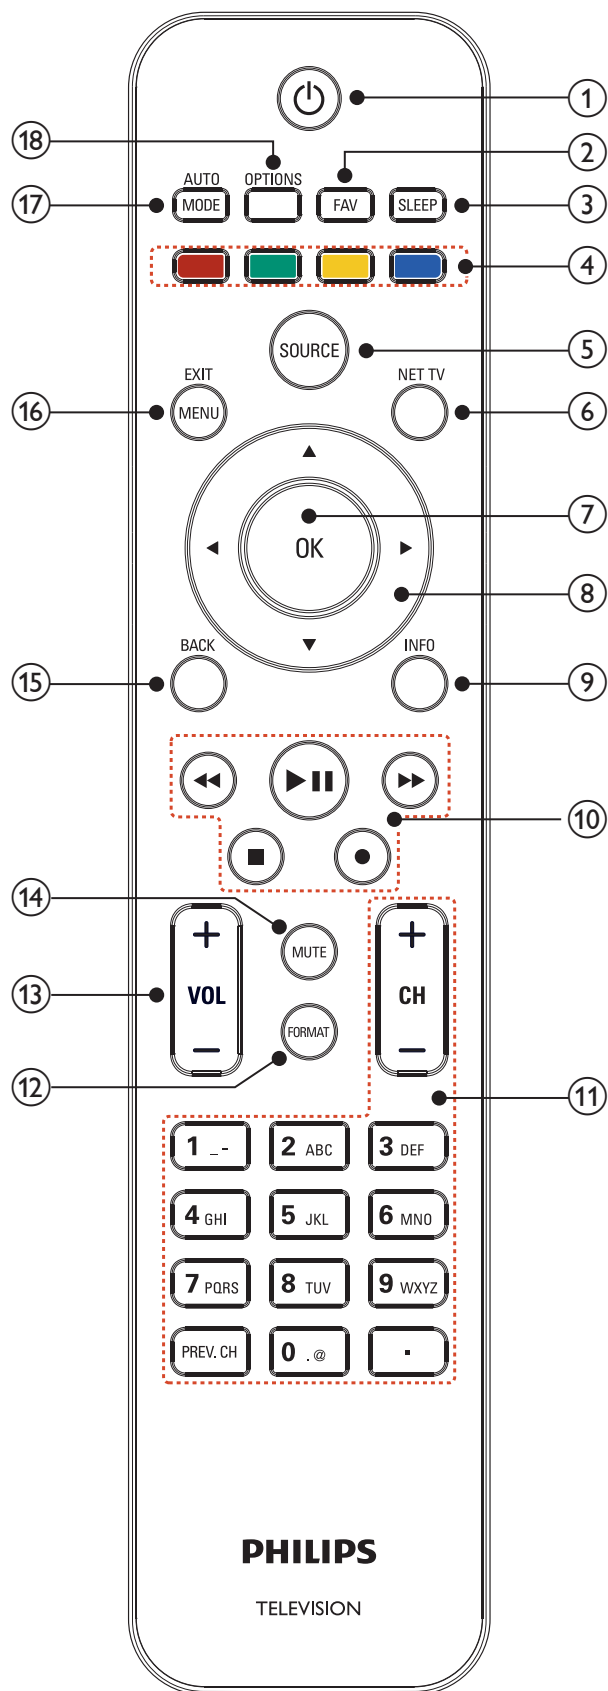 1
18
2
AUTO OPTIONS
17 MODE FAV SLEEP 3
4
SOURCE 5
EXIT NET TV
16 MENU 6
7
OK
8
BACK INFO
15 9
10
14
+ MUTE +
13 VOL CH
FORMAT
− −
12 11
1 _- 2 ABC 3 DEF
4 GHI 5 JKL 6 MNO
7 PQRS 8 TUV 9 WXYZ
PREV. CH 0 .@ .
PHILIPS
TELEVISION